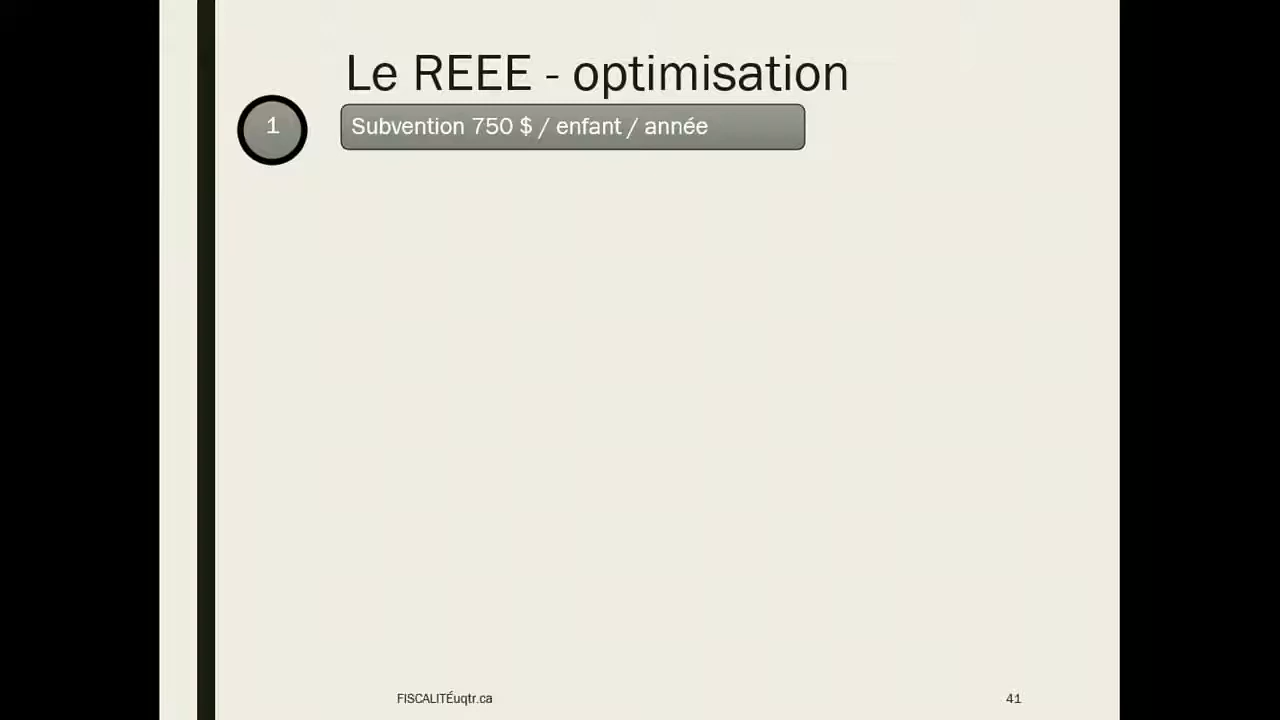 Le REEE - optimisation
1
Subvention 750 $ / enfant / année
FISCALITÉuqtr.ca
41